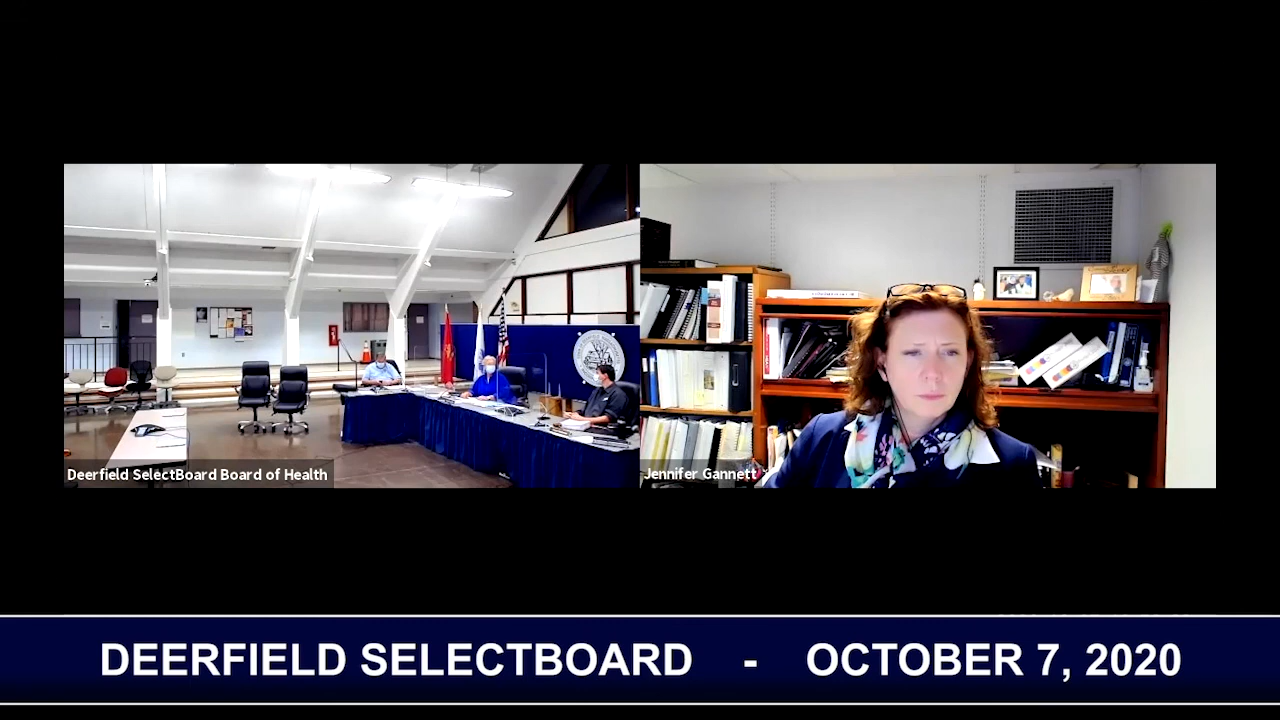 Deerfield SelectBoard Board of Health
Jennifer Gannett
DEERFIELD SELECTBOARD - OCTOBER 7, 2020